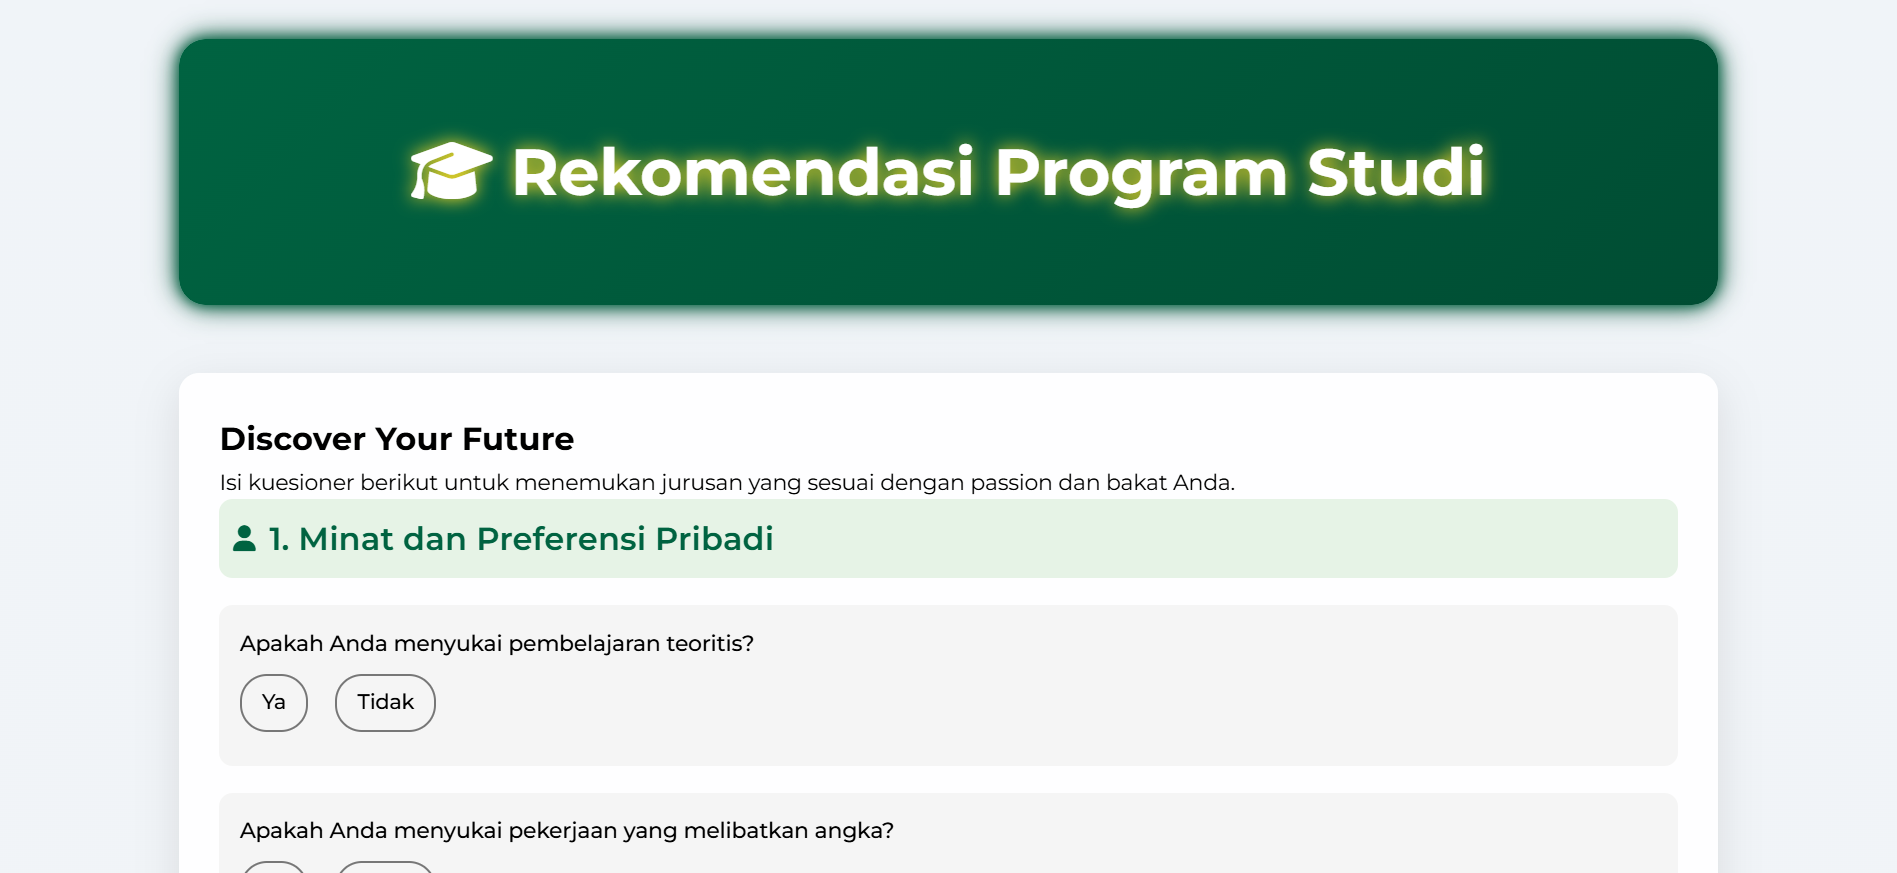 Rekomendasi Program Studi
Discover Your Future
Isi kuesioner berikut untuk menemukan jurusan yang sesuai dengan passion dan bakat Anda.
1. Minat dan Preferensi Pribadi
Apakah Anda menyukai pembelajaran teoritis?
Ya Tidak
Apakah Anda menyukai pekerjaan yang melibatkan angka?